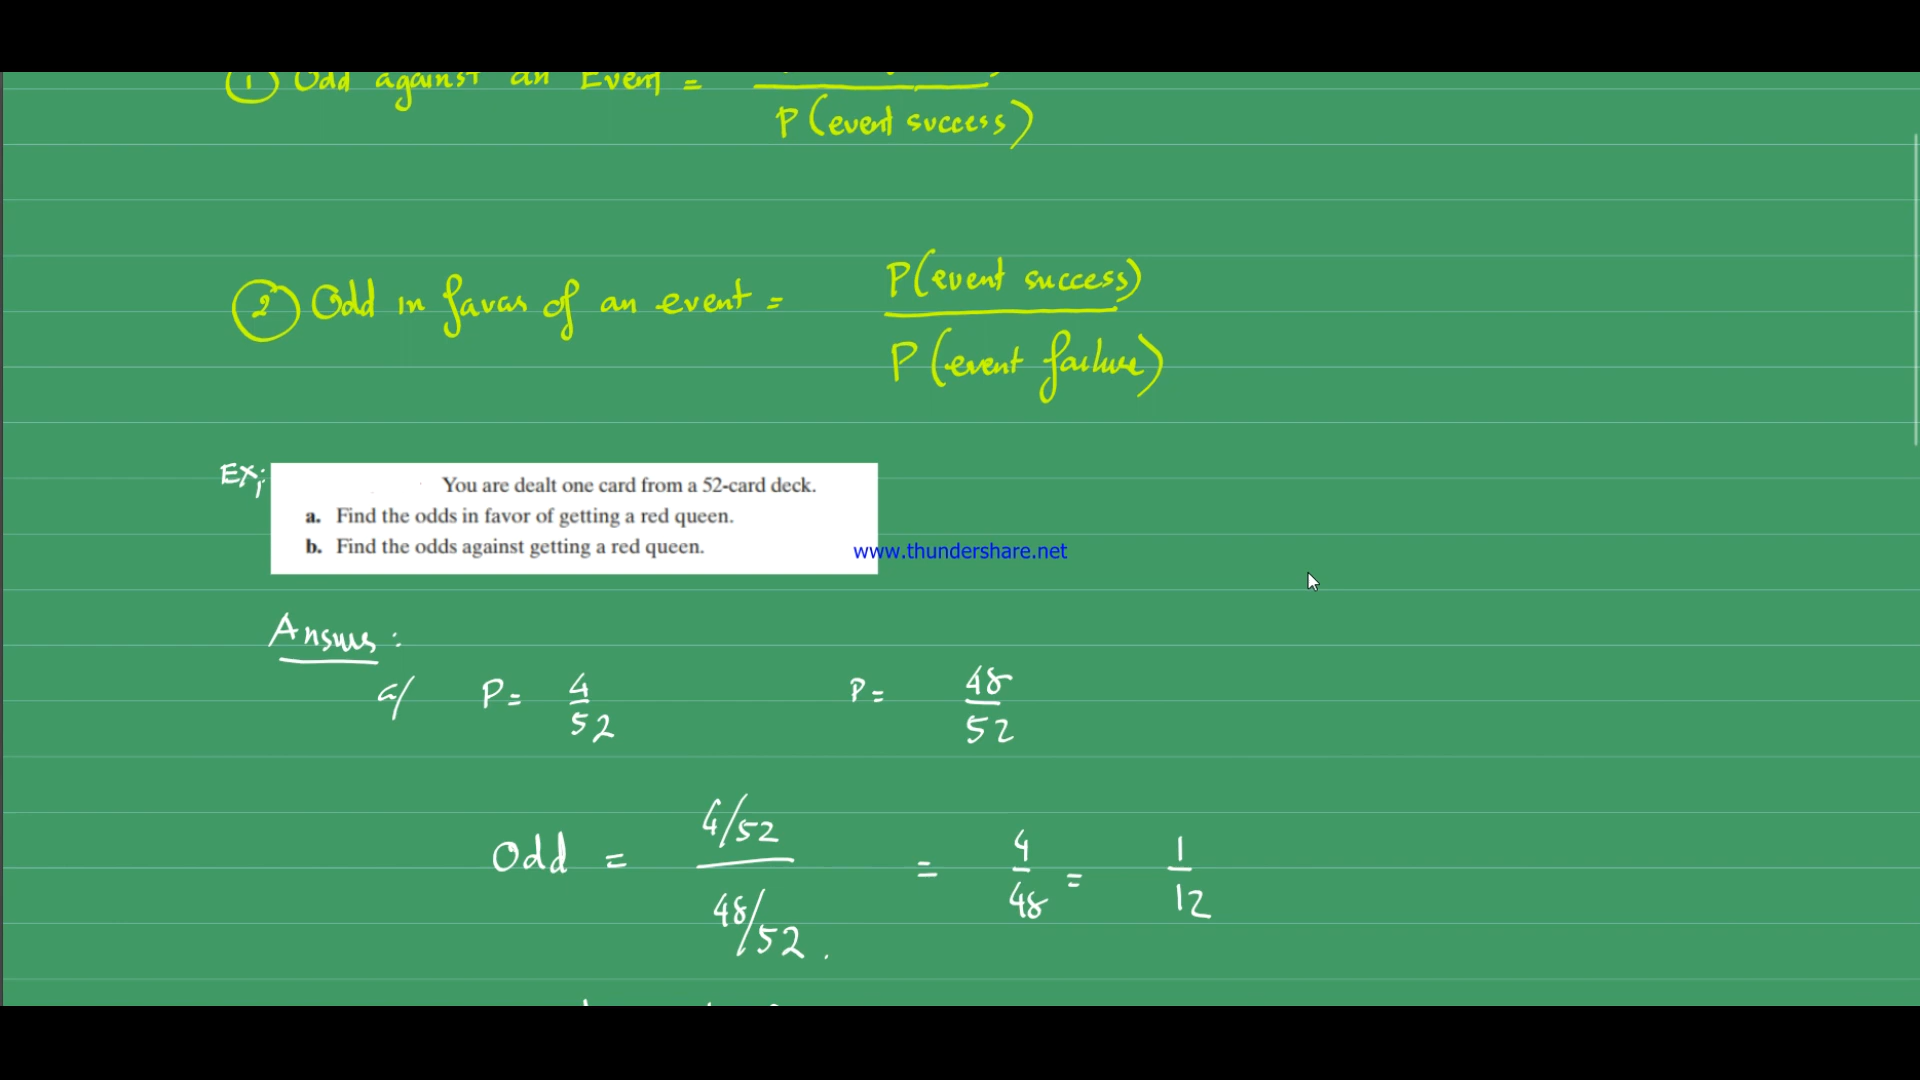 ① Odd against an Event =
P(event success)
② Odd in favor of an event = P(event success)
P(event failure)
Ex:
You are dealt one card from a 52-card deck.
a. Find the odds in favor of getting a red queen.
b. Find the odds against getting a red queen.
www.thundershare.net
Answer:
a/ P = 4/52 P = 48/52
Odd = 4/52 / 48/52 = 4/48 = 1/12